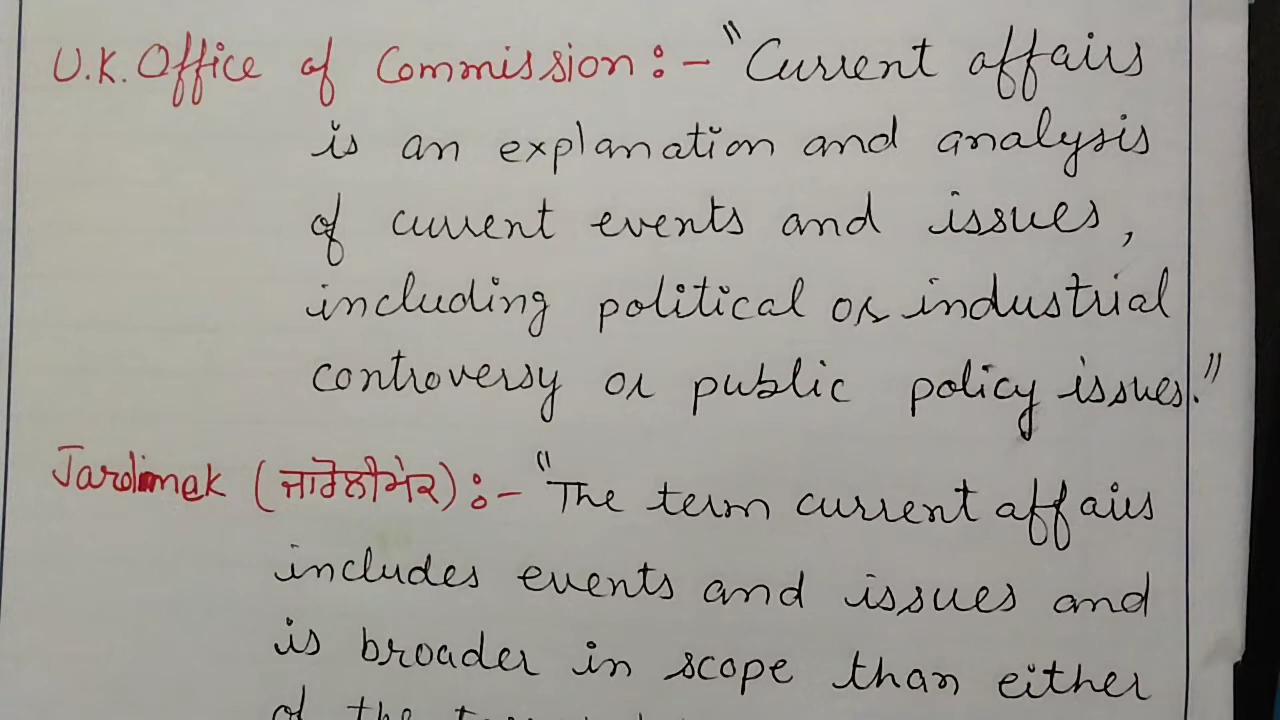 U.K. Office of Commission :- "Current affairs
is an explanation and analysis
of current events and issues,
including political or industrial
controversy or public policy issues."
Jarolimek (ਜਾਰੋਲੀਮੇਕ) :- "The term current affairs
includes events and issues and
is broader in scope than either
of the